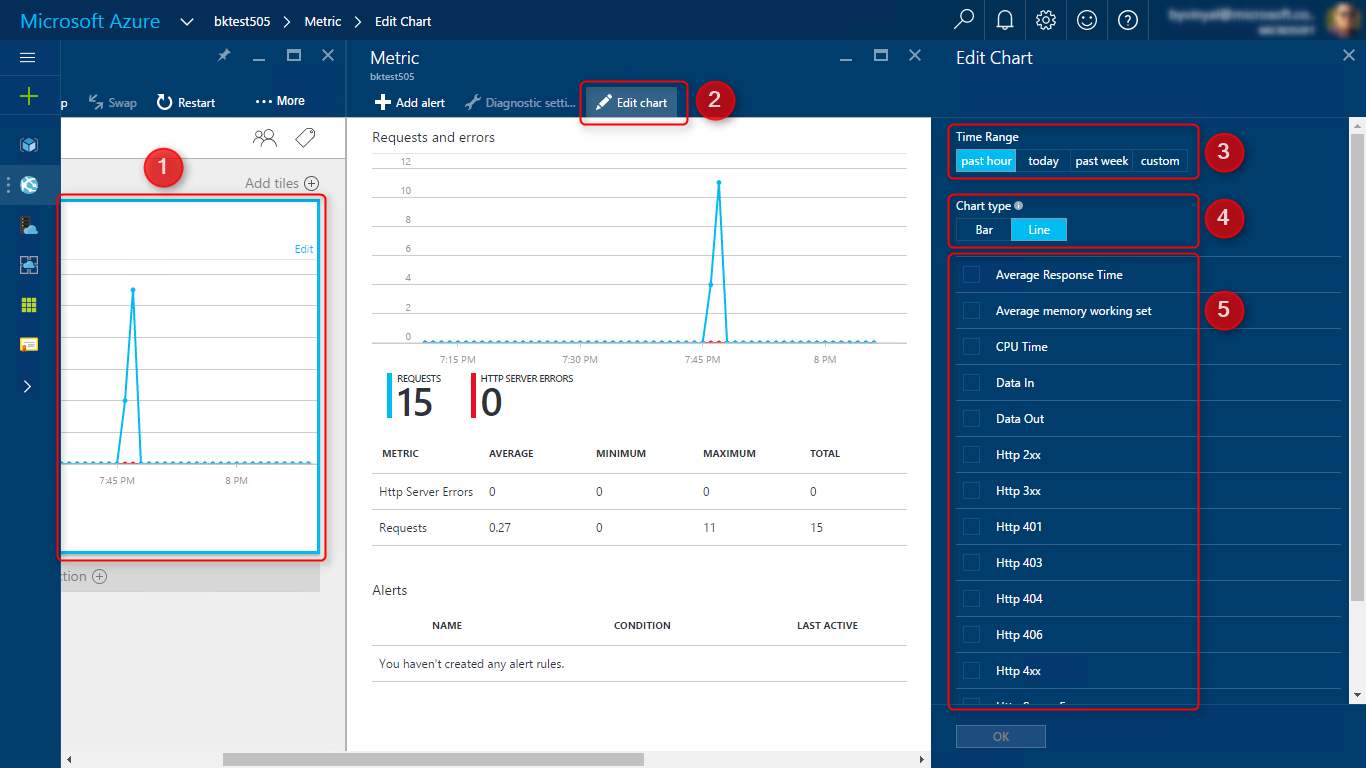 Microsoft Azure bktest505 Metric Edit Chart
Swap Restart More
Add tiles
1
Edit
7:45 PM 8 PM
Metric
bktest505
Add alert Diagnostic setti... Edit chart
2
Requests and errors
12
10
8
6
4
2
0
7:15 PM 7:30 PM 7:45 PM 8 PM
REQUESTS
15
HTTP SERVER ERRORS
0
METRIC AVERAGE MINIMUM MAXIMUM TOTAL
Http Server Errors 0 0 0 0
Requests 0.27 0 11 15
Alerts
NAME CONDITION LAST ACTIVE
You haven't created any alert rules.
Edit Chart
Time Range
past hour today past week custom
3
Chart type
Bar Line
4
Average Response Time
Average memory working set
5
CPU Time
Data In
Data Out
Http 2xx
Http 3xx
Http 401
Http 403
Http 404
Http 406
Http 4xx
OK